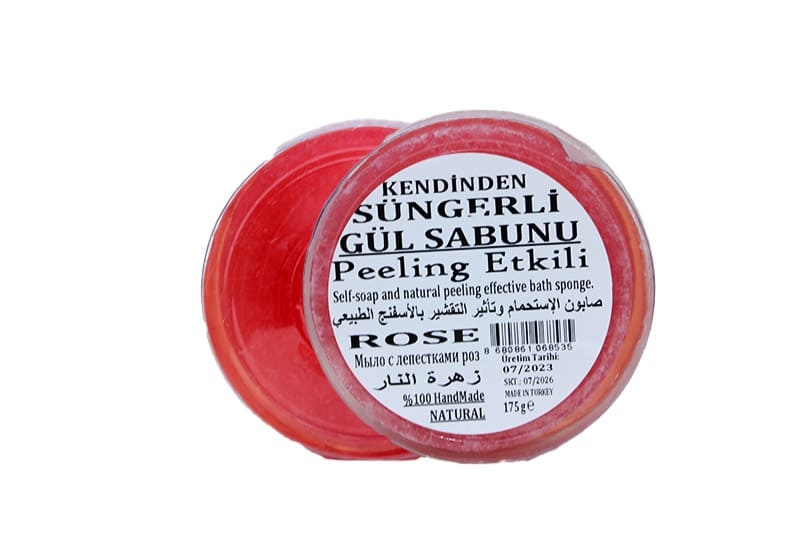 KENDİNDEN
SÜNGERLİ
GÜL SABUNU
Peeling Etkili
Self-soap and natural peeling effective bath sponge.
صابون الإستحمام وتأثير التقشير بالأسفنج الطبيعي
ROSE
8 680861 068535
Мыло с лепестками роз
Üretim Tarihi:
07/2023
زهرة النار
SKT.: 07/2026
%100 HandMade
MADE IN TURKEY
NATURAL
175g℮